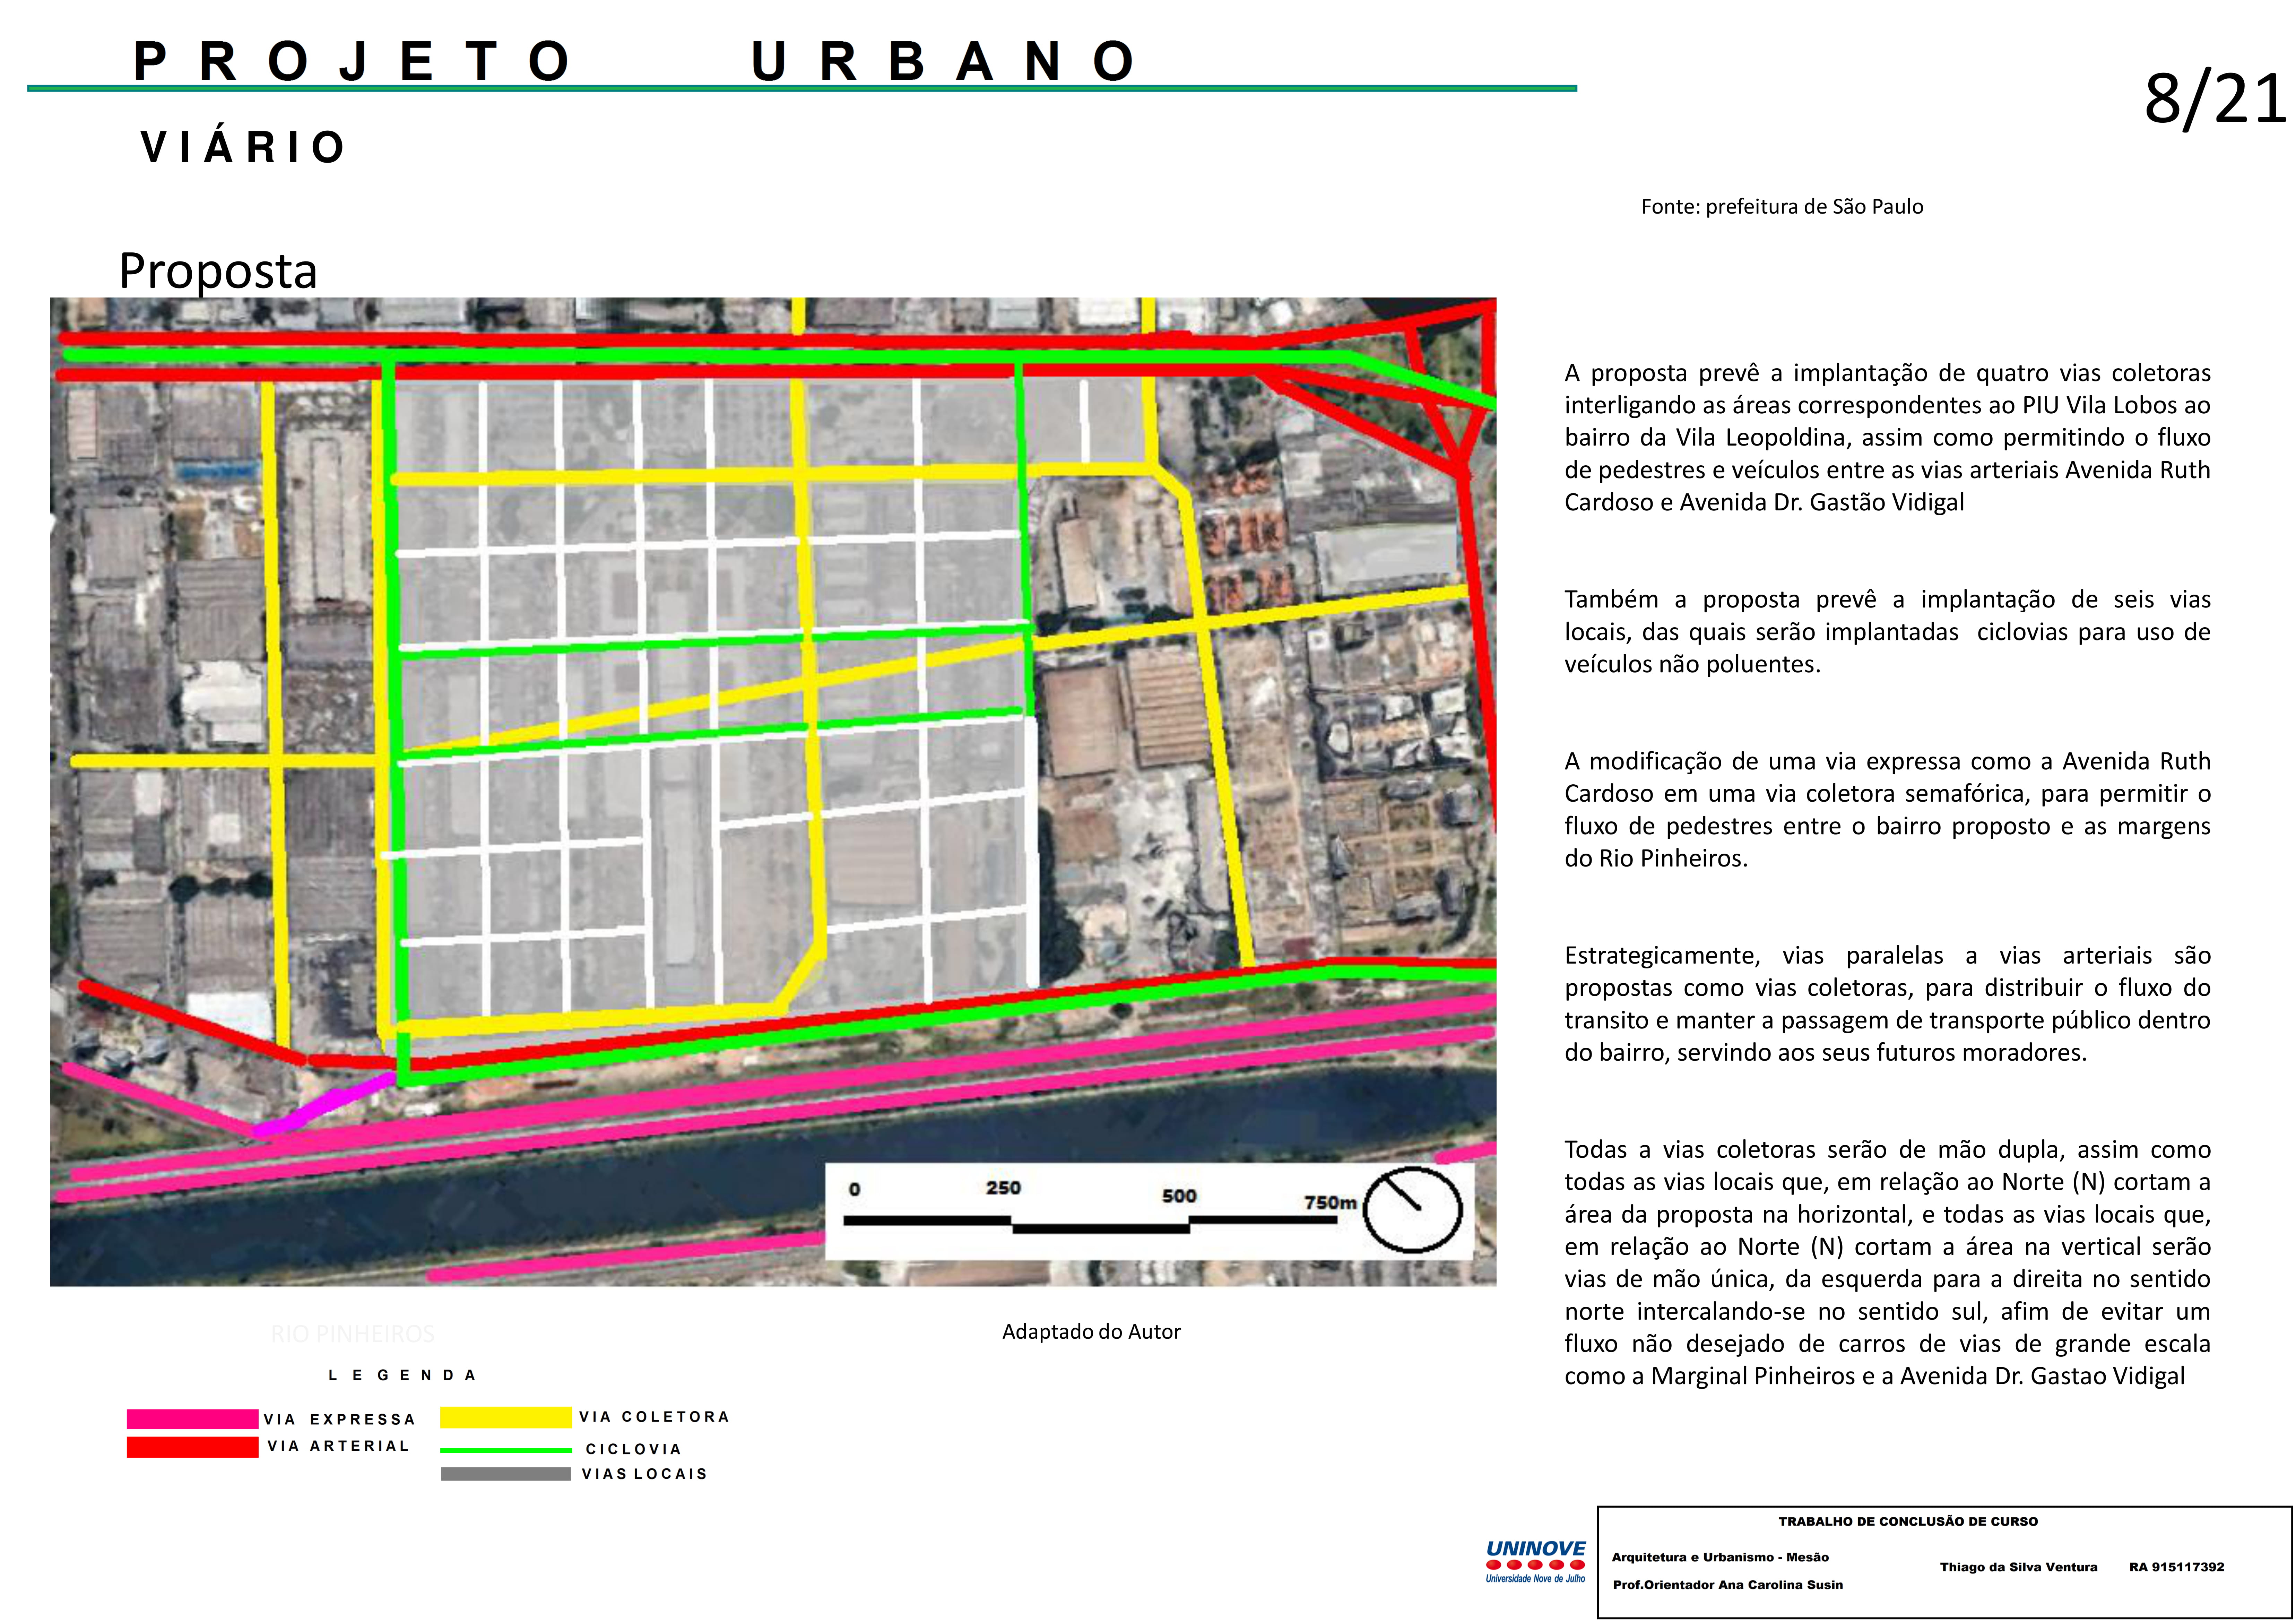 PROJETO URBANO
8/21
VIÁRIO
Fonte: prefeitura de São Paulo
Proposta
A proposta prevê a implantação de quatro vias coletoras
interligando as áreas correspondentes ao PIU Vila Lobos ao
bairro da Vila Leopoldina, assim como permitindo o fluxo
de pedestres e veículos entre as vias arteriais Avenida Ruth
Cardoso e Avenida Dr. Gastão Vidigal
Também a proposta prevê a implantação de seis vias
locais, das quais serão implantadas ciclovias para uso de
veículos não poluentes.
A modificação de uma via expressa como a Avenida Ruth
Cardoso em uma via coletora semafórica, para permitir o
fluxo de pedestres entre o bairro proposto e as margens
do Rio Pinheiros.
Estrategicamente, vias paralelas a vias arteriais são
propostas como vias coletoras, para distribuir o fluxo do
transito e manter a passagem de transporte público dentro
do bairro, servindo aos seus futuros moradores.
Todas a vias coletoras serão de mão dupla, assim como
todas as vias locais que, em relação ao Norte (N) cortam a
área da proposta na horizontal, e todas as vias locais que,
em relação ao Norte (N) cortam a área na vertical serão
vias de mão única, da esquerda para a direita no sentido
norte intercalando-se no sentido sul, afim de evitar um
fluxo não desejado de carros de vias de grande escala
como a Marginal Pinheiros e a Avenida Dr. Gastao Vidigal
0 250 500 750m
RIO PINHEIROS
Adaptado do Autor
LEGENDA
VIA EXPRESSA
VIA COLETORA
VIA ARTERIAL
CICLOVIA
VIAS LOCAIS
UNINOVE
Universidade Nove de Julho
TRABALHO DE CONCLUSÃO DE CURSO
Arquitetura e Urbanismo - Mesão
Thiago da Silva Ventura RA 915117392
Prof.Orientador Ana Carolina Susin